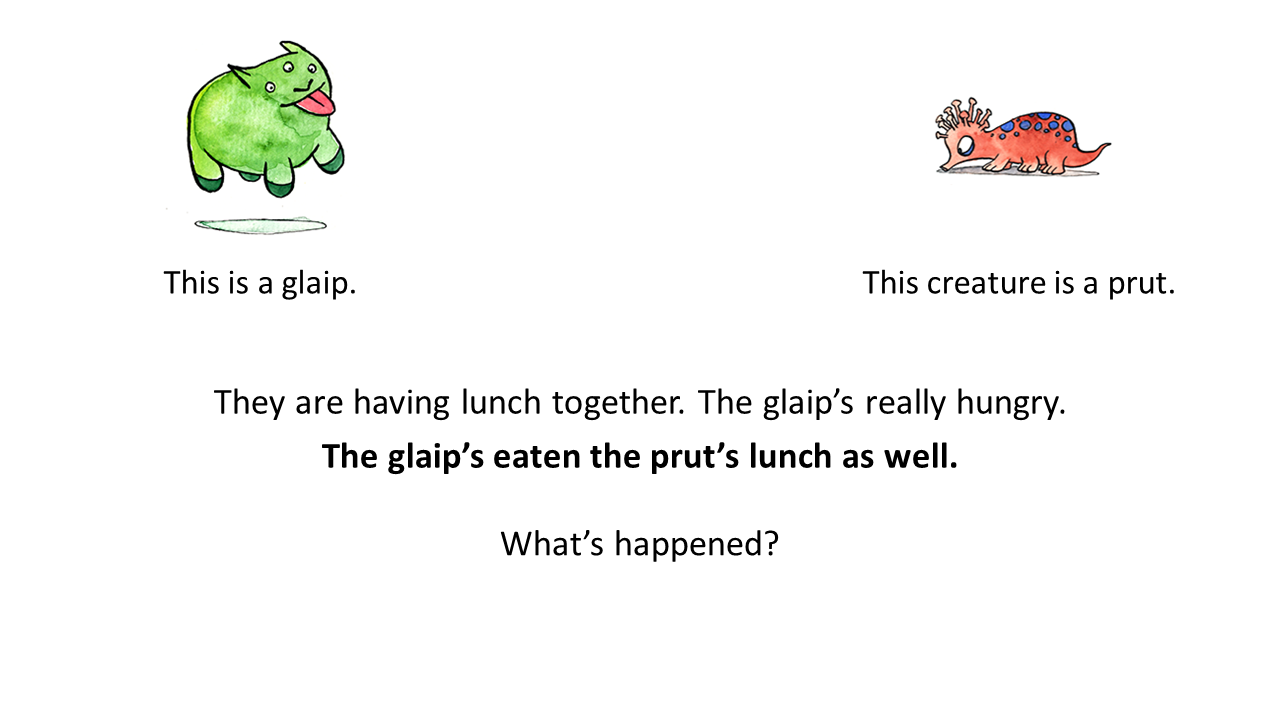 This is a glaip.
This creature is a prut.
They are having lunch together. The glaip’s really hungry.
The glaip’s eaten the prut’s lunch as well.
What’s happened?